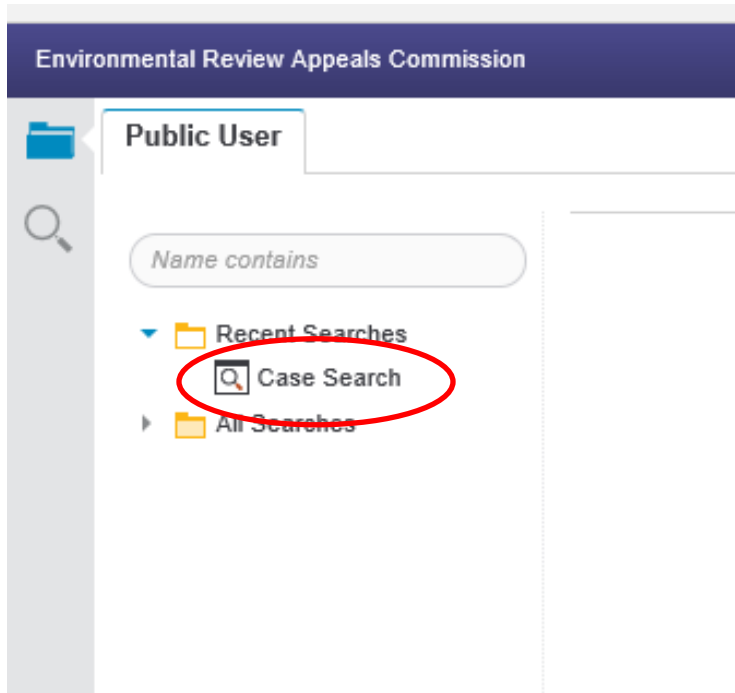 Environmental Review Appeals Commission
Public User
Name contains
Recent Searches
Case Search
All Searches